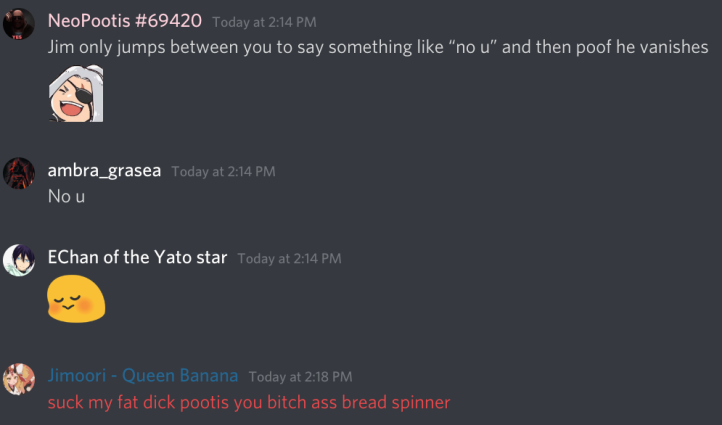 NeoPootis #69420 Today at 2:14 PM
Jim only jumps between you to say something like “no u” and then poof he vanishes
ambra_grasea Today at 2:14 PM
No u
EChan of the Yato star Today at 2:14 PM
Jimoori - Queen Banana Today at 2:18 PM
suck my fat dick pootis you bitch ass bread spinner